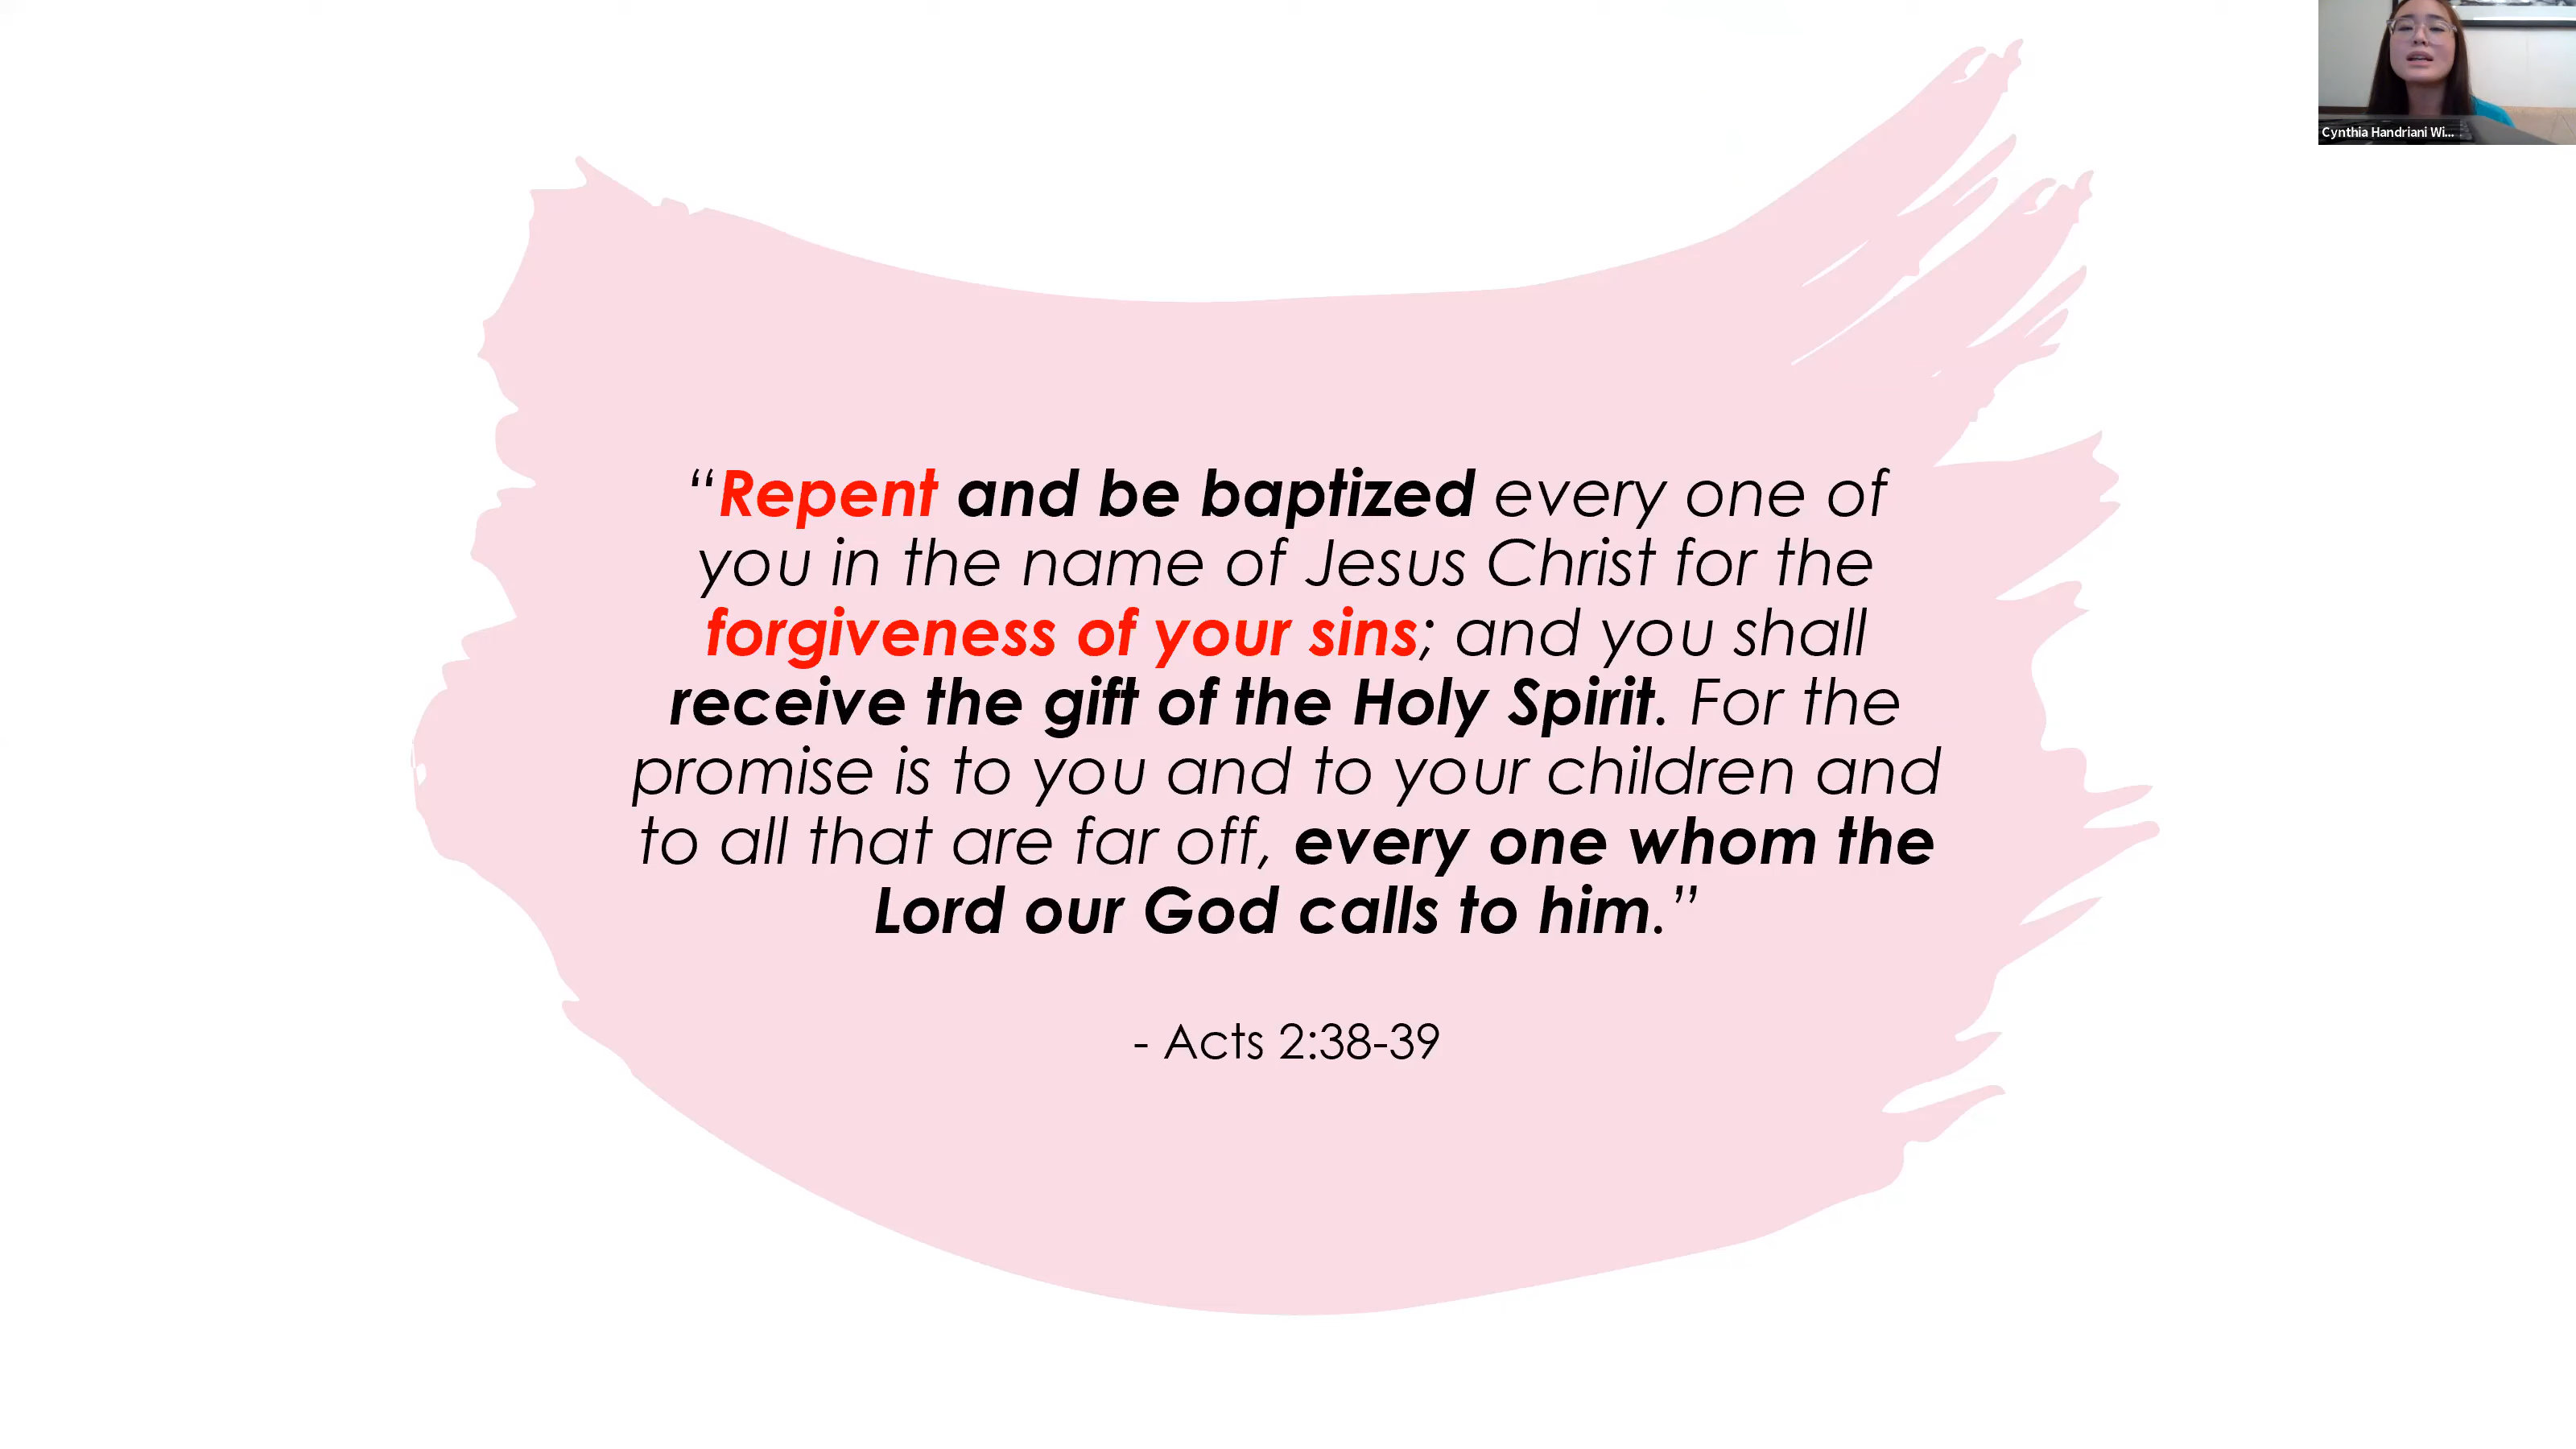 Cynthia Handriani Wi...
“Repent and be baptized every one of
you in the name of Jesus Christ for the
forgiveness of your sins; and you shall
receive the gift of the Holy Spirit. For the
promise is to you and to your children and
to all that are far off, every one whom the
Lord our God calls to him.”
- Acts 2:38-39